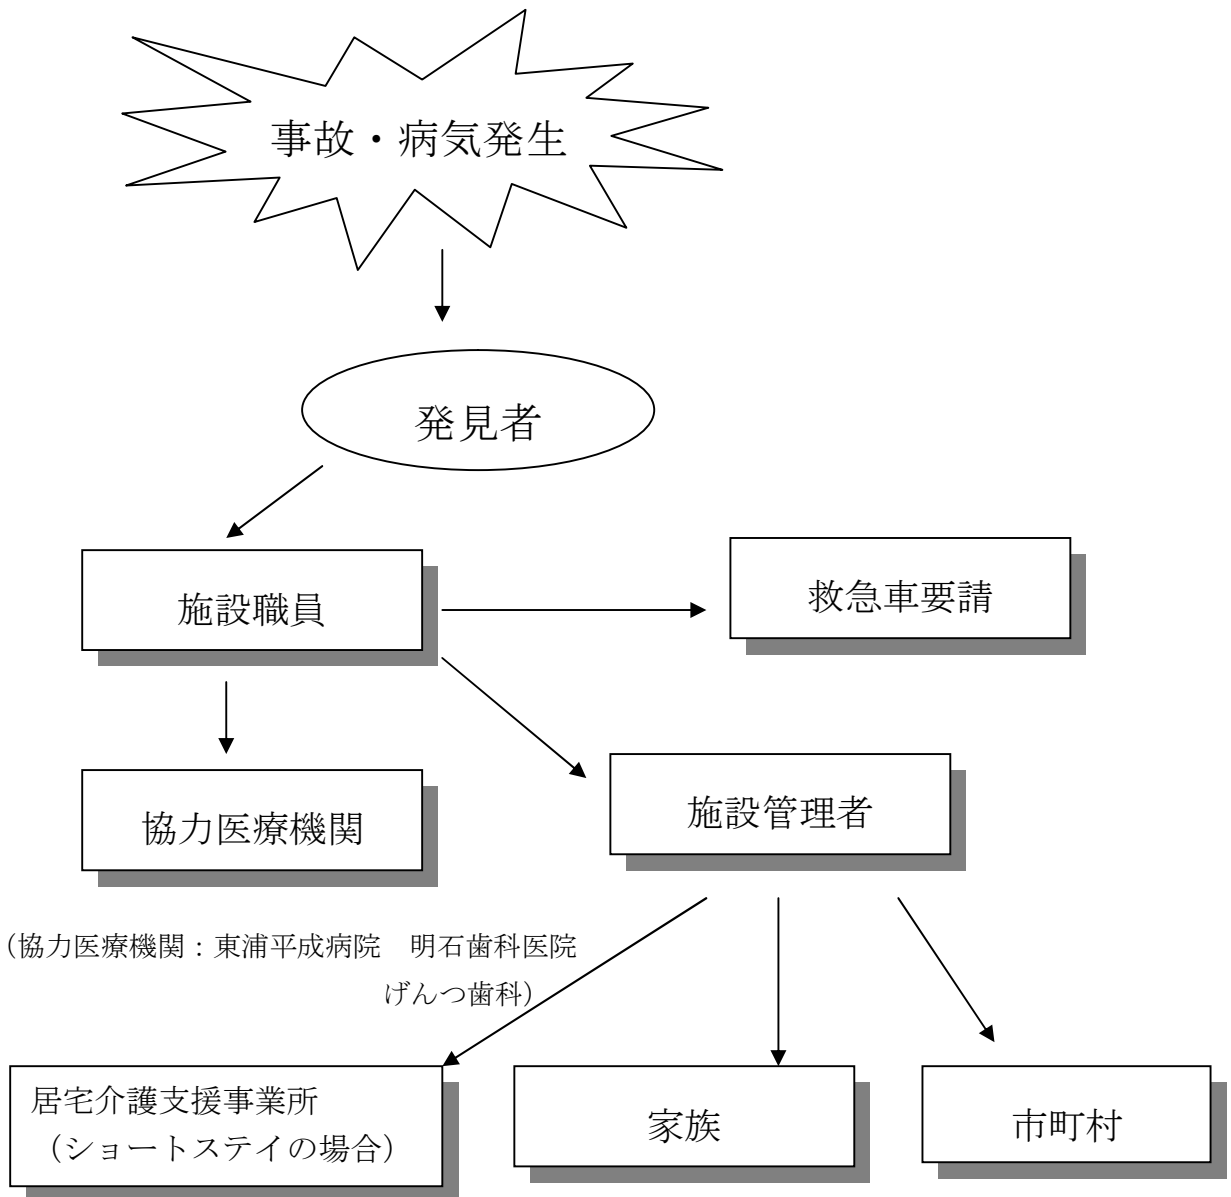 事故・病気発生
発見者
施設職員
救急車要請
協力医療機関
施設管理者
(協力医療機関：東浦平成病院　明石歯科医院
げんつ歯科）
居宅介護支援事業所
（ショートステイの場合）
家族
市町村